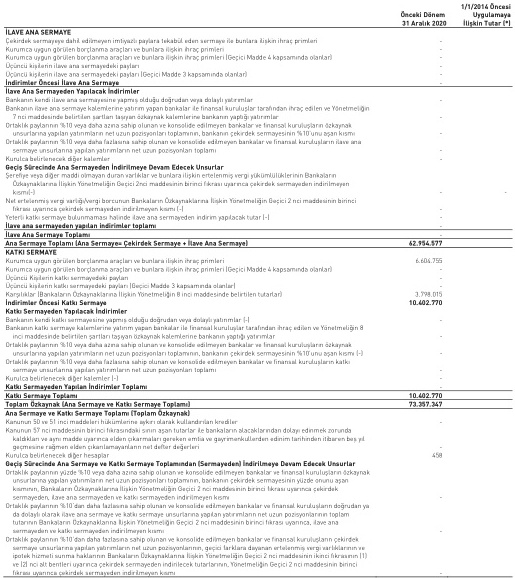 1/1/2014 Öncesi
Önceki Dönem Uygulamaya
31 Aralık 2020 İlişkin Tutar (*)
İLAVE ANA SERMAYE
Çekirdek sermayeye dahil edilmeyen imtiyazlı paylara tekabül eden sermaye ile bunlara ilişkin ihraç primleri -
Kurumca uygun görülen borçlanma araçları ve bunlara ilişkin ihraç primleri -
Kurumca uygun görülen borçlanma araçları ve bunlara ilişkin ihraç primleri (Geçici Madde 4 kapsamında olanlar) -
Üçüncü kişilerin ilave ana sermayedeki payları -
Üçüncü kişilerin ilave ana sermayedeki payları (Geçici Madde 3 kapsamında olanlar) -
İndirimler Öncesi İlave Ana Sermaye -
İlave Ana Sermayeden Yapılacak İndirimler
Bankanın kendi ilave ana sermayesine yapmış olduğu doğrudan veya dolaylı yatırımlar -
Bankanın ilave ana sermaye kalemlerine yatırım yapan bankalar ile finansal kuruluşlar tarafından ihraç edilen ve Yönetmeliğin
7 nci maddesinde belirtilen şartları taşıyan özkaynak kalemlerine bankanın yaptığı yatırımlar -
Ortaklık paylarının %10 veya daha azına sahip olunan ve konsolide edilmeyen bankalar ve finansal kuruluşların özkaynak
unsurlarına yapılan yatırımların net uzun pozisyonları toplamının, bankanın çekirdek sermayesinin %10'unu aşan kısmı -
Ortaklık paylarının %10 veya daha fazlasına sahip olunan ve konsolide edilmeyen bankalar ve finansal kuruluşların ilave ana
sermaye unsurlarına yapılan yatırımların net uzun pozisyonları toplamı -
Kurulca belirlenecek diğer kalemler -
Geçiş Sürecinde Ana Sermayeden İndirilmeye Devam Edecek Unsurlar
Şerefiye veya diğer maddi olmayan duran varlıklar ve bunlara ilişkin ertelenmiş vergi yükümlülüklerinin Bankaların
Özkaynaklarına İlişkin Yönetmeliğin Geçici 2nci maddesinin birinci fıkrası uyarınca çekirdek sermayeden indirilmeyen
kısmı(-) - -
Net ertelenmiş vergi varlığı/vergi borcunun Bankaların Özkaynaklarına İlişkin Yönetmeliğin Geçici 2 nci maddesinin birinci
fıkrası uyarınca çekirdek sermayeden indirilmeyen kısmı (-) -
Yeterli katkı sermaye bulunmaması halinde ilave ana sermayeden indirim yapılacak tutar (-) -
İlave ana sermayeden yapılan indirimler toplamı -
İlave Ana Sermaye Toplamı -
Ana Sermaye Toplamı (Ana Sermaye= Çekirdek Sermaye + İlave Ana Sermaye) 62.954.577
KATKI SERMAYE
Kurumca uygun görülen borçlanma araçları ve bunlara ilişkin ihraç primleri 6.604.755
Kurumca uygun görülen borçlanma araçları ve bunlara ilişkin ihraç primleri (Geçici Madde 4 kapsamında olanlar) -
Üçüncü Kişilerin katkı sermayedeki payları -
Üçüncü kişilerin katkı sermayedeki payları (Geçici Madde 3 kapsamında olanlar) -
Karşılıklar (Bankaların Özkaynaklarına İlişkin Yönetmeliğin 8 inci maddesinde belirtilen tutarlar) 3.798.015
İndirimler Öncesi Katkı Sermaye 10.402.770
Katkı Sermayeden Yapılacak İndirimler
Bankanın kendi katkı sermayesine yapmış olduğu doğrudan veya dolaylı yatırımlar (-) -
Bankanın katkı sermaye kalemlerine yatırım yapan bankalar ile finansal kuruluşlar tarafından ihraç edilen ve Yönetmeliğin 8
inci maddesinde belirtilen şartları taşıyan özkaynak kalemlerine bankanın yaptığı yatırımlar -
Ortaklık paylarının %10 veya daha azına sahip olunan ve konsolide edilmeyen bankalar ve finansal kuruluşların özkaynak
unsurlarına yapılan yatırımların net uzun pozisyonları toplamının, bankanın çekirdek sermayesinin %10'unu aşan kısmı (-) -
Ortaklık paylarının %10 veya daha fazlasına sahip olunan ve konsolide edilmeyen bankalar ve finansal kuruluşların katkı
sermaye unsurlarına yapılan yatırımların net uzun pozisyonları toplamı -
Kurulca belirlenecek diğer kalemler (-) -
Katkı Sermayeden Yapılan İndirimler Toplamı -
Katkı Sermaye Toplamı 10.402.770
Toplam Özkaynak (Ana Sermaye ve Katkı Sermaye Toplamı) 73.357.347
Ana Sermaye ve Katkı Sermaye Toplamı (Toplam Özkaynak)
Kanunun 50 ve 51 inci maddeleri hükümlerine aykırı olarak kullandırılan krediler -
Kanunun 57 nci maddesinin birinci fıkrasındaki sınırı aşan tutarlar ile bankaların alacaklarından dolayı edinmek zorunda
kaldıkları ve aynı madde uyarınca elden çıkarmaları gereken emtia ve gayrimenkullerden edinim tarihinden itibaren beş yıl
geçmesine rağmen elden çıkarılamayanların net defter değerleri -
Kurulca belirlenecek diğer hesaplar 458
Geçiş Sürecinde Ana Sermaye ve Katkı Sermaye Toplamından (Sermayeden) İndirilmeye Devam Edecek Unsurlar
Ortaklık paylarının yüzde %10 veya daha azına sahip olunan ve konsolide edilmeyen bankalar ve finansal kuruluşların özkaynak
unsurlarına yapılan yatırımların net uzun pozisyonları toplamının, bankanın çekirdek sermayesinin yüzde onunu aşan
kısmının, Bankaların Özkaynaklarına İlişkin Yönetmeliğin Geçici 2 nci maddesinin birinci fıkrası uyarınca çekirdek
sermayeden, ilave ana sermayeden ve katkı sermayeden indirilmeyen kısmı -
Ortaklık paylarının %10'dan daha fazlasına sahip olunan ve konsolide edilmeyen bankalar ve finansal kuruluşların doğrudan ya
da dolaylı olarak ilave ana sermaye ve katkı sermaye unsurlarına yapılan yatırımların net uzun pozisyonlarının toplam
tutarının Bankaların Özkaynaklarına İlişkin Yönetmeliğin Geçici 2 nci maddesinin birinci fıkrası uyarınca, ilave ana
sermayeden ve katkı sermayeden indirilmeyen kısmı -
Ortaklık paylarının %10'dan daha fazlasına sahip olunan ve konsolide edilmeyen bankalar ve finansal kuruluşların çekirdek
sermaye unsurlarına yapılan yatırımların net uzun pozisyonlarının, geçici farklara dayanan ertelenmiş vergi varlıklarının ve
ipotek hizmeti sunma haklarının Bankaların Özkaynaklarına İlişkin Yönetmeliğin Geçici 2 nci maddesinin ikinci fıkrasının (1)
ve (2) nci alt bentleri uyarınca çekirdek sermayeden indirilecek tutarlarının, Yönetmeliğin Geçici 2 nci maddesinin birinci
fıkrası uyarınca çekirdek sermayeden indirilmeyen kısmı -